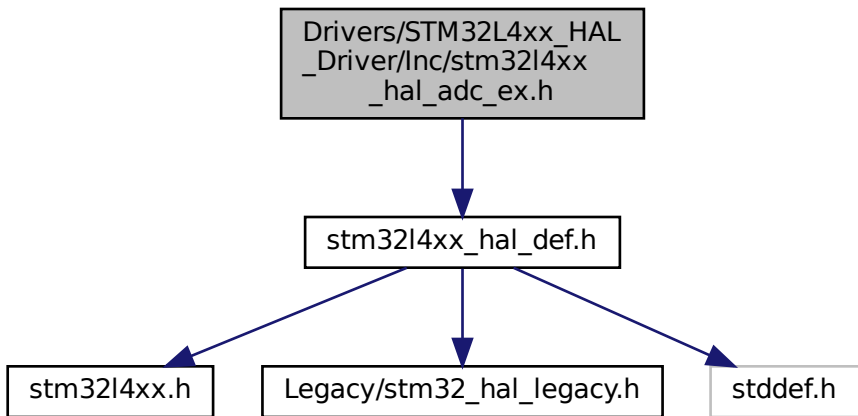 Drivers/STM32L4xx_HAL
_Driver/Inc/stm32l4xx
_hal_adc_ex.h
stm32l4xx_hal_def.h
stm32l4xx.h
Legacy/stm32_hal_legacy.h
stddef.h